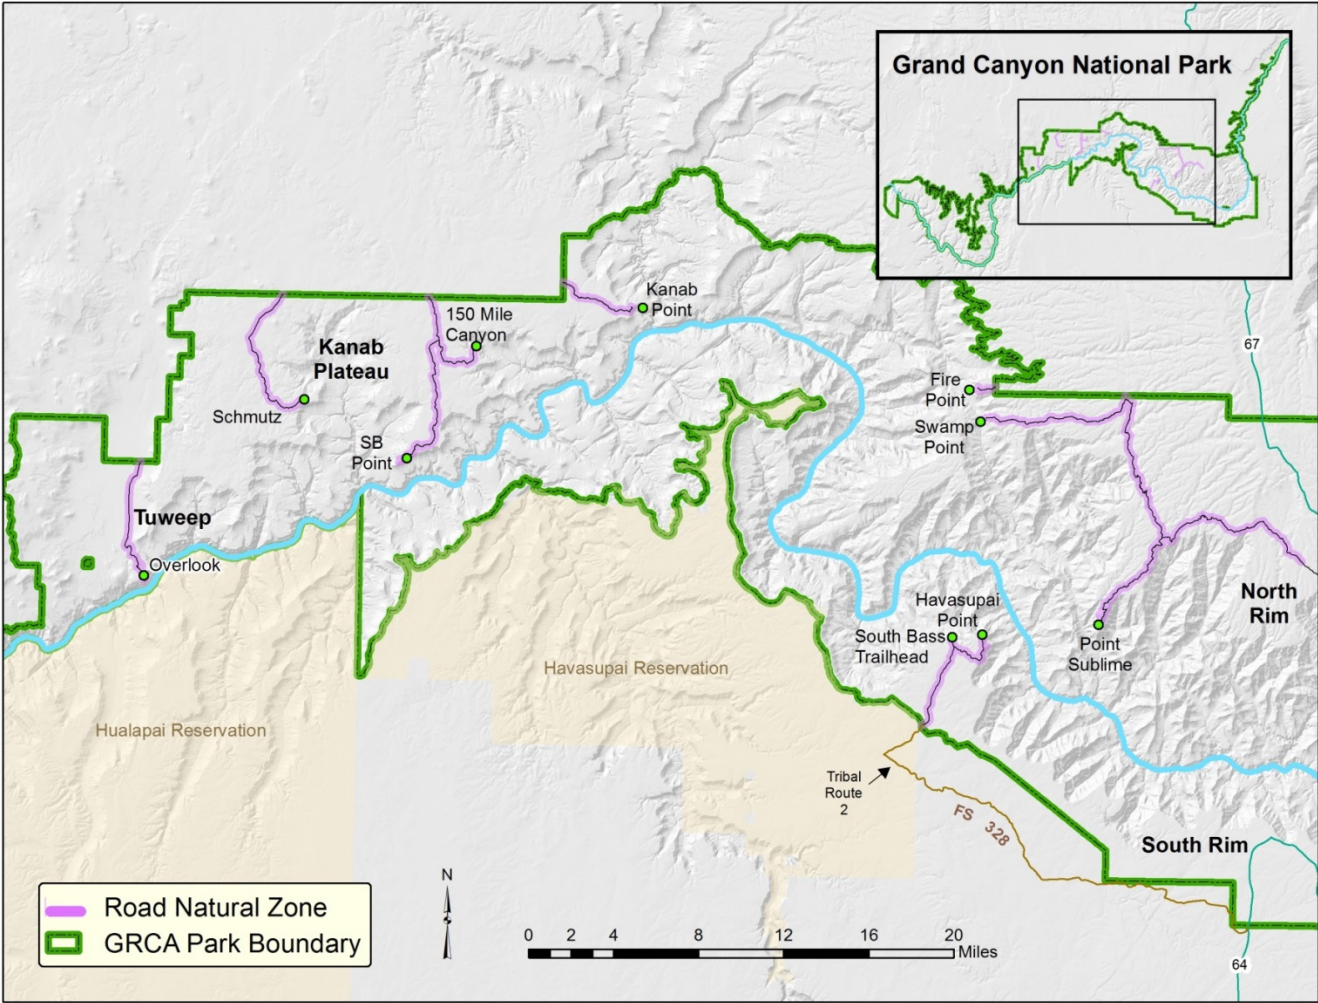 Grand Canyon National Park
67
Kanab
Point
150 Mile
Canyon
Kanab
Plateau
Schmutz
SB
Point
Fire
Point
Swamp
Point
Tuweep
Overlook
North
Rim
Havasupai
Point
South Bass
Trailhead
Point
Sublime
Havasupai Reservation
Hualapai Reservation
Tribal
Route
2
FS 328
South Rim
Road Natural Zone
GRCA Park Boundary
N
0 2 4 8 12 16 20
Miles
64